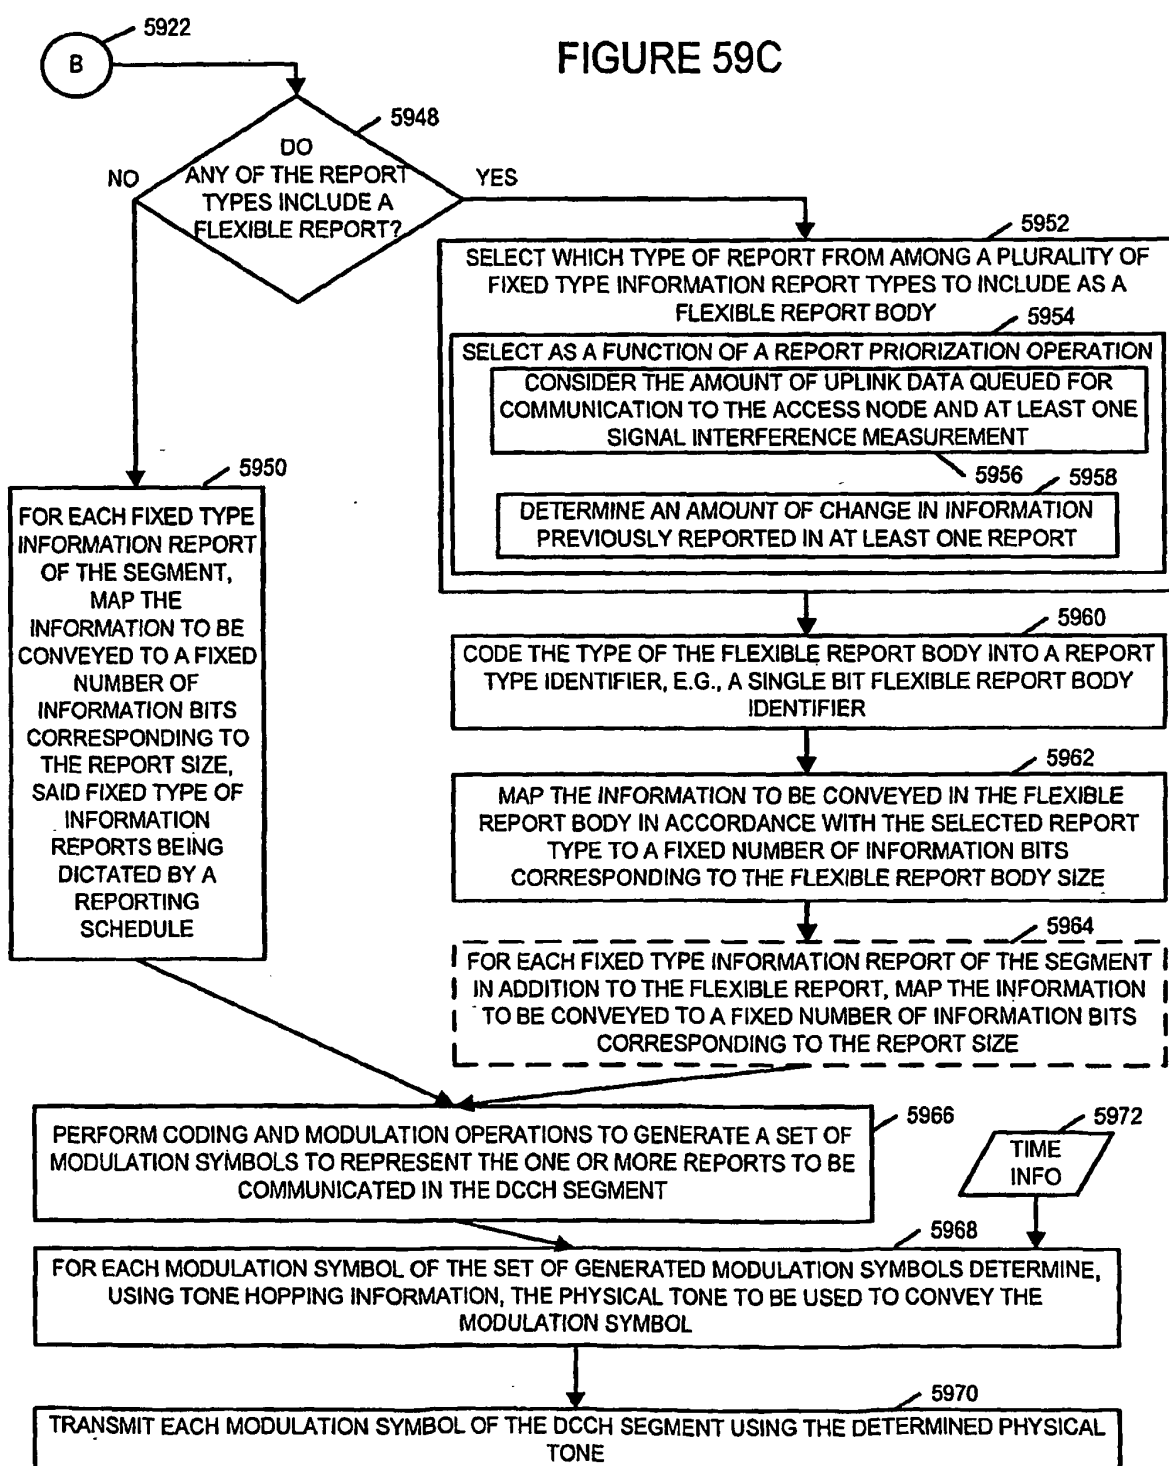 5922
B
FIGURE 59C
5948
DO
ANY OF THE REPORT
TYPES INCLUDE A
FLEXIBLE REPORT?
NO
YES
5952
SELECT WHICH TYPE OF REPORT FROM AMONG A PLURALITY OF
FIXED TYPE INFORMATION REPORT TYPES TO INCLUDE AS A
FLEXIBLE REPORT BODY
5954
SELECT AS A FUNCTION OF A REPORT PRIORIZATION OPERATION
CONSIDER THE AMOUNT OF UPLINK DATA QUEUED FOR
COMMUNICATION TO THE ACCESS NODE AND AT LEAST ONE
SIGNAL INTERFERENCE MEASUREMENT
5956
5958
DETERMINE AN AMOUNT OF CHANGE IN INFORMATION
PREVIOUSLY REPORTED IN AT LEAST ONE REPORT
5950
FOR EACH FIXED TYPE
INFORMATION REPORT
OF THE SEGMENT,
MAP THE
INFORMATION TO BE
CONVEYED TO A FIXED
NUMBER OF
INFORMATION BITS
CORRESPONDING TO
THE REPORT SIZE,
SAID FIXED TYPE OF
INFORMATION
REPORTS BEING
DICTATED BY A
REPORTING
SCHEDULE
5960
CODE THE TYPE OF THE FLEXIBLE REPORT BODY INTO A REPORT
TYPE IDENTIFIER, E.G., A SINGLE BIT FLEXIBLE REPORT BODY
IDENTIFIER
5962
MAP THE INFORMATION TO BE CONVEYED IN THE FLEXIBLE
REPORT BODY IN ACCORDANCE WITH THE SELECTED REPORT
TYPE TO A FIXED NUMBER OF INFORMATION BITS
CORRESPONDING TO THE FLEXIBLE REPORT BODY SIZE
5964
FOR EACH FIXED TYPE INFORMATION REPORT OF THE SEGMENT
IN ADDITION TO THE FLEXIBLE REPORT, MAP THE INFORMATION
TO BE CONVEYED TO A FIXED NUMBER OF INFORMATION BITS
CORRESPONDING TO THE REPORT SIZE
5966
PERFORM CODING AND MODULATION OPERATIONS TO GENERATE A SET OF
MODULATION SYMBOLS TO REPRESENT THE ONE OR MORE REPORTS TO BE
COMMUNICATED IN THE DCCH SEGMENT
5972
TIME
INFO
5968
FOR EACH MODULATION SYMBOL OF THE SET OF GENERATED MODULATION SYMBOLS DETERMINE,
USING TONE HOPPING INFORMATION, THE PHYSICAL TONE TO BE USED TO CONVEY THE
MODULATION SYMBOL
5970
TRANSMIT EACH MODULATION SYMBOL OF THE DCCH SEGMENT USING THE DETERMINED PHYSICAL
TONE